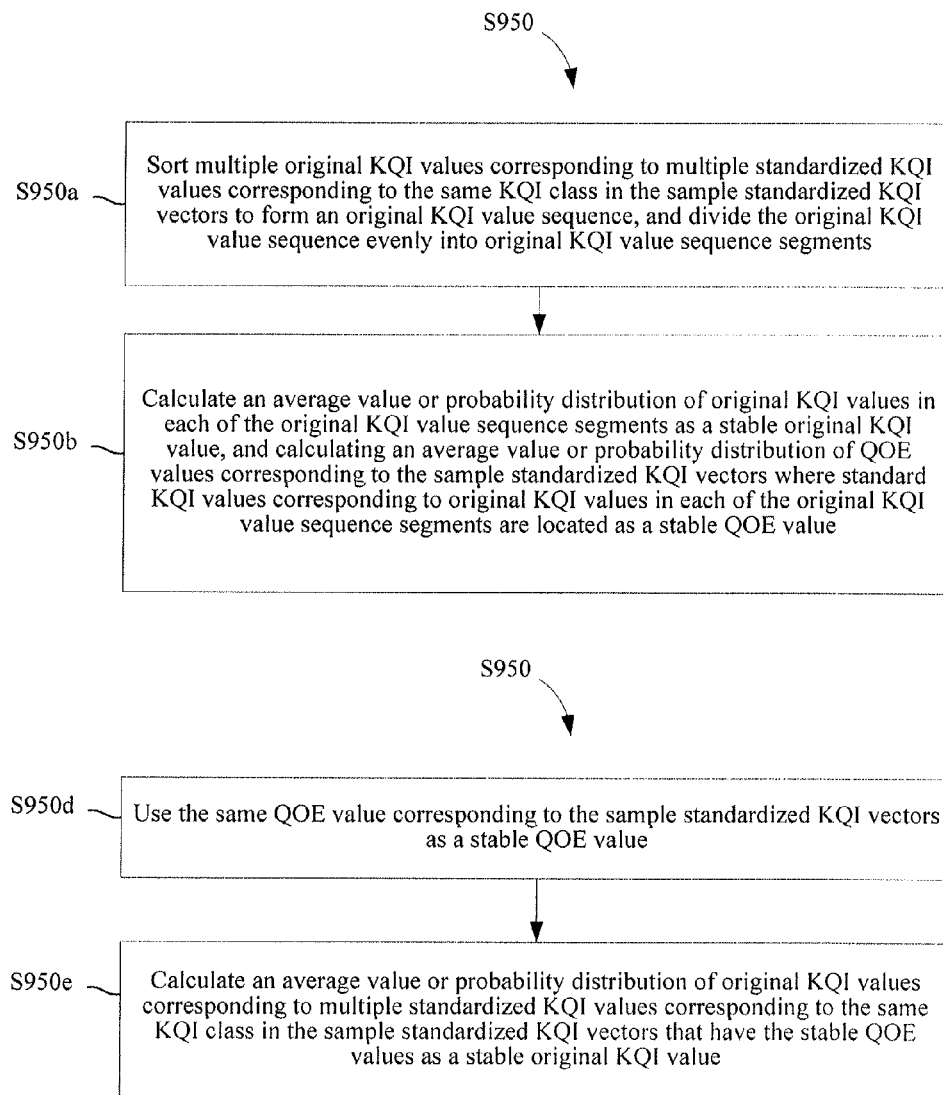 S950
S950a
Sort multiple original KQI values corresponding to multiple standardized KQI
values corresponding to the same KQI class in the sample standardized KQI
vectors to form an original KQI value sequence, and divide the original KQI
value sequence evenly into original KQI value sequence segments
S950b
Calculate an average value or probability distribution of original KQI values in
each of the original KQI value sequence segments as a stable original KQI
value, and calculating an average value or probability distribution of QOE
values corresponding to the sample standardized KQI vectors where standard
KQI values corresponding to original KQI values in each of the original KQI
value sequence segments are located as a stable QOE value
S950
S950d
Use the same QOE value corresponding to the sample standardized KQI vectors
as a stable QOE value
S950e
Calculate an average value or probability distribution of original KQI values
corresponding to multiple standardized KQI values corresponding to the same
KQI class in the sample standardized KQI vectors that have the stable QOE
values as a stable original KQI value